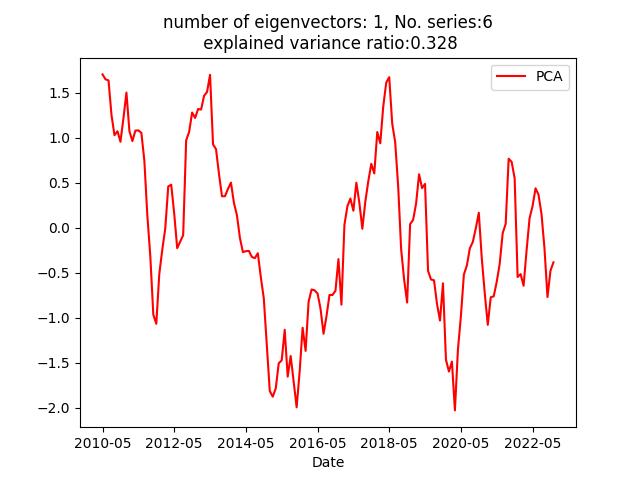 number of eigenvectors: 1, No. series:6
explained variance ratio:0.328
PCA
1.5
1.0
0.5
0.0
−0.5
−1.0
−1.5
−2.0
2010-05 2012-05 2014-05 2016-05 2018-05 2020-05 2022-05
Date